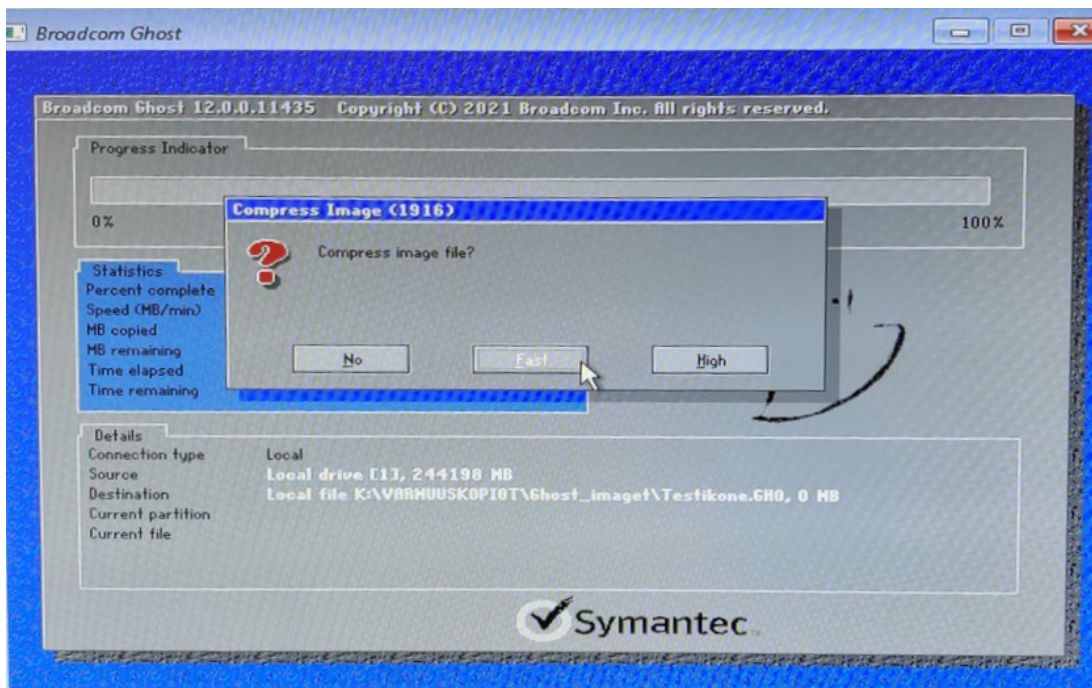 Broadcom Ghost
Broadcom Ghost 12.0.0.11435 Copyright (C) 2021 Broadcom Inc. All rights reserved.
Progress Indicator
0%
100%
Compress Image (1916)
Compress image file?
No
Fast
High
Statistics
Percent complete
Speed (MB/min)
MB copied
MB remaining
Time elapsed
Time remaining
Details
Connection type Local
Source Local drive [1], 244198 MB
Destination Local file K:\VARMUUSKOPIOT\Ghost_imaget\Testikone.GHO, 0 MB
Current partition
Current file
Symantec